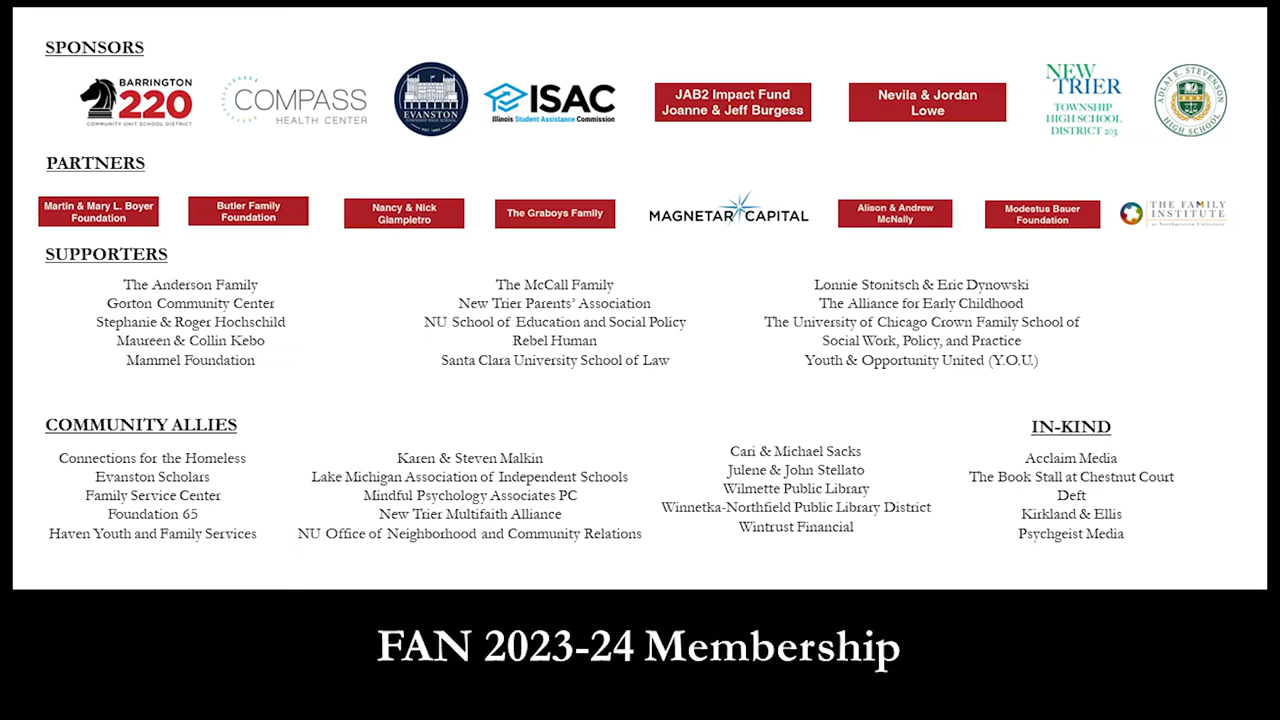 SPONSORS
BARRINGTON
220
COMMUNITY UNIT SCHOOL DISTRICT
COMPASS
HEALTH CENTER
EVANSTON
TOWNSHIP HIGH SCHOOL
EST. 1883
ISAC
Illinois Student Assistance Commission
JAB2 Impact Fund
Joanne & Jeff Burgess
Nevila & Jordan
Lowe
NEW
TRIER
TOWNSHIP
HIGH SCHOOL
DISTRICT 203
ADLAI E. STEVENSON
HIGH SCHOOL
PARTNERS
Martin & Mary L. Boyer
Foundation
Butler Family
Foundation
Nancy & Nick
Giampietro
The Graboys Family
MAGNETAR CAPITAL
Alison & Andrew
McNally
Modestus Bauer
Foundation
THE FAMILY
INSTITUTE
at Northwestern University
SUPPORTERS
The Anderson Family
Gorton Community Center
Stephanie & Roger Hochschild
Maureen & Collin Kebo
Mammel Foundation
The McCall Family
New Trier Parents’ Association
NU School of Education and Social Policy
Rebel Human
Santa Clara University School of Law
Lonnie Stonitsch & Eric Dynowski
The Alliance for Early Childhood
The University of Chicago Crown Family School of
Social Work, Policy, and Practice
Youth & Opportunity United (Y.O.U.)
COMMUNITY ALLIES
Connections for the Homeless
Evanston Scholars
Family Service Center
Foundation 65
Haven Youth and Family Services
Karen & Steven Malkin
Lake Michigan Association of Independent Schools
Mindful Psychology Associates PC
New Trier Multifaith Alliance
NU Office of Neighborhood and Community Relations
Cari & Michael Sacks
Julene & John Stellato
Wilmette Public Library
Winnetka-Northfield Public Library District
Wintrust Financial
IN-KIND
Acclaim Media
The Book Stall at Chestnut Court
Deft
Kirkland & Ellis
Psychgeist Media
FAN 2023-24 Membership